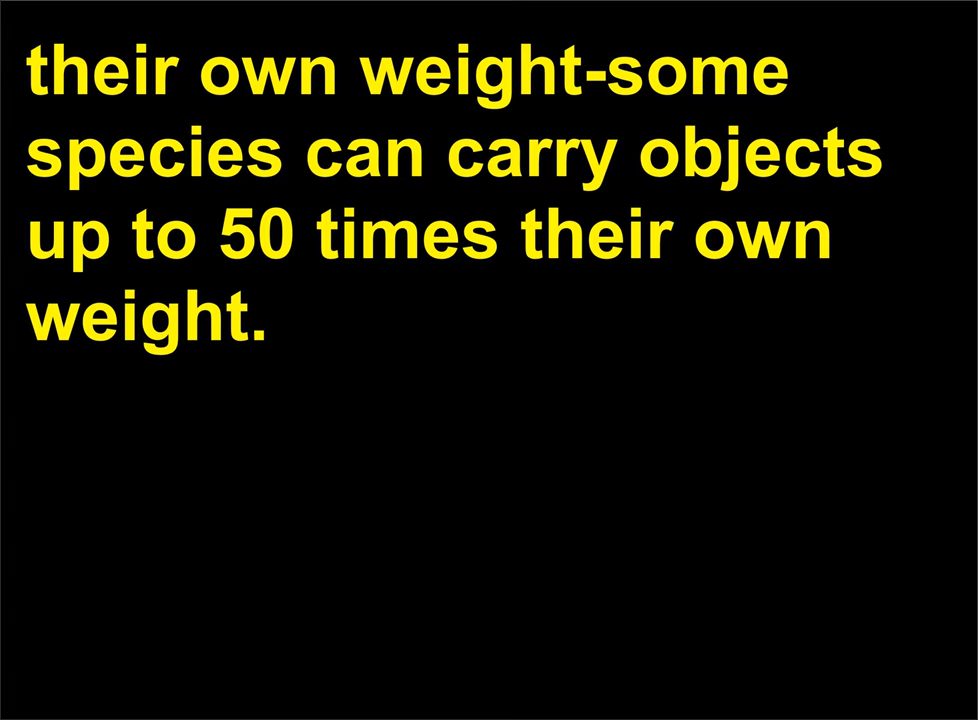 their own weight-some
species can carry objects
up to 50 times their own
weight.